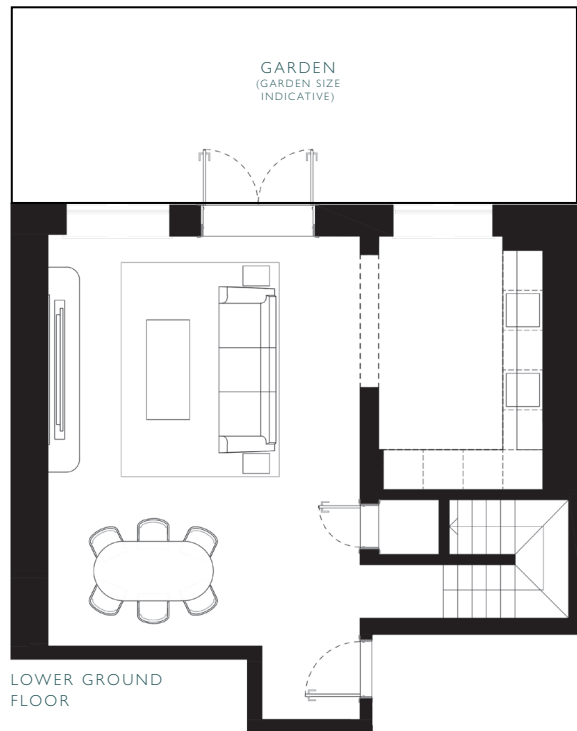 GARDEN
(GARDEN SIZE
INDICATIVE)
LOWER GROUND
FLOOR